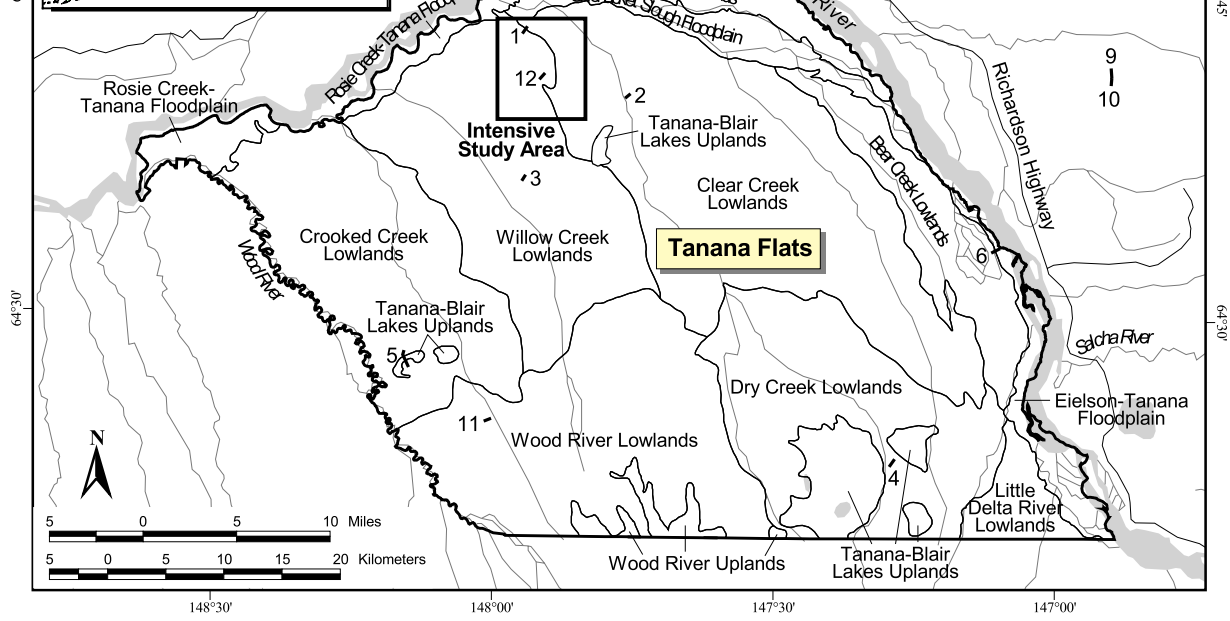 45'
River
Slough Floodplain
Rosie Creek-Tanana
1
12
9
10
Rosie Creek-
Tanana Floodplain
2
Richardson Highway
Intensive
Study Area
Tanana-Blair
Lakes Uplands
Bear Creek Lowlands
3
Clear Creek
Lowlands
Crooked Creek
Lowlands
Willow Creek
Lowlands
Tanana Flats
6
Wood River
64°30'
64°30'
Tanana-Blair
Lakes Uplands
Salcha River
5
Dry Creek Lowlands
Eielson-Tanana
Floodplain
11
Wood River Lowlands
N
4
Little
Delta River
Lowlands
5 0 5 10 Miles
5 0 5 10 15 20 Kilometers
Wood River Uplands
Tanana-Blair
Lakes Uplands
148°30' 148°00' 147°30' 147°00'